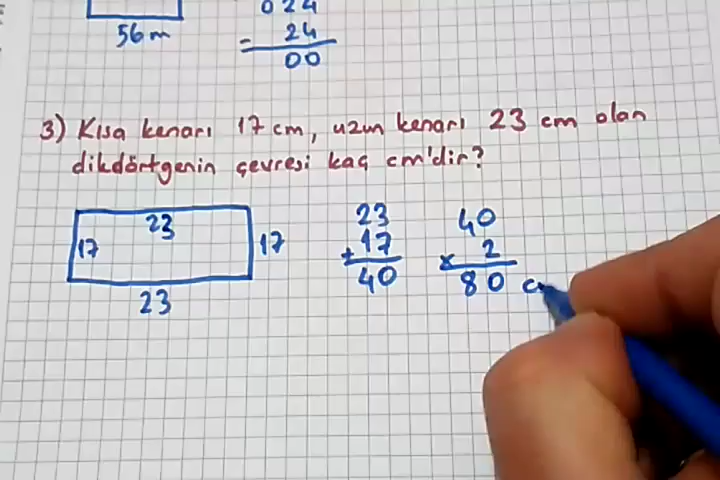 024
56m
24
=
00
3) Kısa kenarı 17 cm, uzun kenarı 23 cm olan
dikdörtgenin çevresi kaç cm'dir?
23
17
17
23
23
+ 17
40
40
x 2
80 c